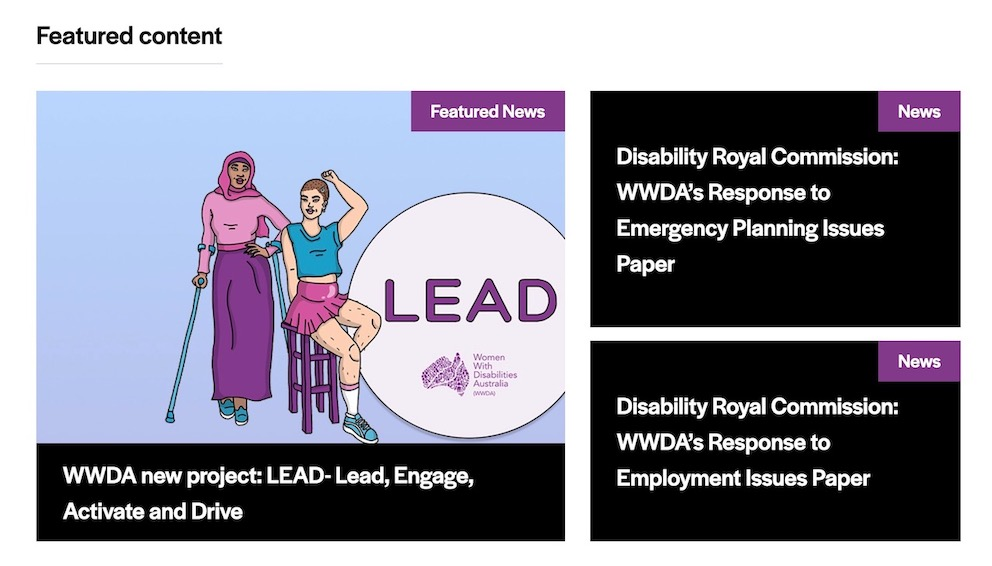 Featured content
Featured News
LEAD
Women
With
Disabilities
Australia
(WWDA)
WWDA new project: LEAD- Lead, Engage,
Activate and Drive
News
Disability Royal Commission:
WWDA’s Response to
Emergency Planning Issues
Paper
News
Disability Royal Commission:
WWDA’s Response to
Employment Issues Paper